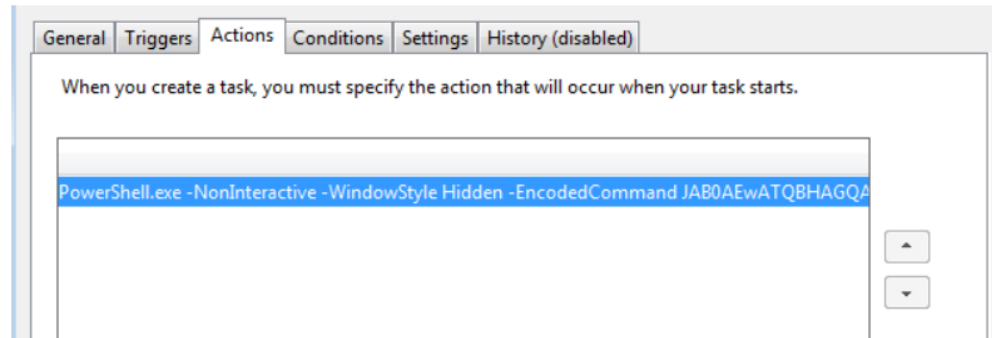 General Triggers Actions Conditions Settings History (disabled)
When you create a task, you must specify the action that will occur when your task starts.
PowerShell.exe -NonInteractive -WindowStyle Hidden -EncodedCommand JAB0AEwATQBHAGQA